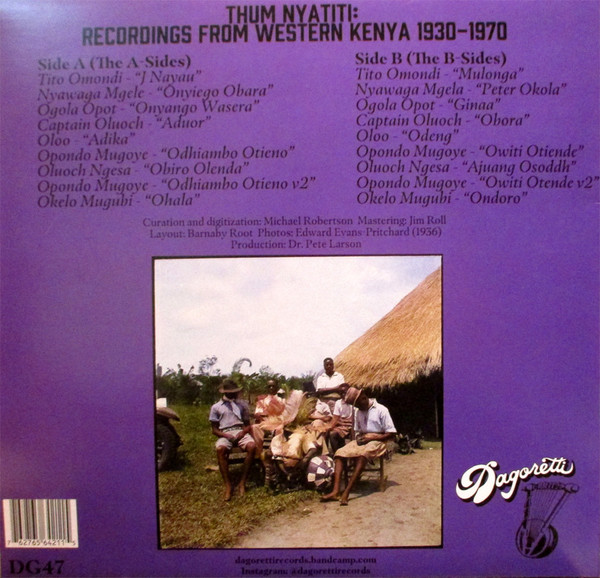 THUM NYATITI:
RECORDINGS FROM WESTERN KENYA 1930-1970
Side A (The A-Sides)
Tito Omondi - "J Nayau"
Nyawaga Mgele - "Onyiego Obara"
Ogola Opot - "Onyango Wasera"
Captain Oluoch - "Aduor"
Oloo - "Adika"
Opondo Mugoye - "Odhiambo Otieno"
Oluoch Ngesa - "Obiro Olenda"
Opondo Mugoye - "Odhiambo Otieno v2"
Okelo Mugubi - "Ohala"
Side B (The B-Sides)
Tito Omondi - "Mulonga"
Nyawaga Mgela - "Peter Okola"
Ogola Opot - "Ginaa"
Captain Oluoch - "Obora"
Oloo - "Odeng"
Opondo Mugoye - "Owiti Otiende"
Oluoch Ngesa - "Ajuang Ososdh"
Opondo Mugoye - "Owiti Otende v2"
Okelo Mugubi - "Ondoro"
Curation and digitization: Michael Robertson Mastering: Jim Roll
Layout: Barnaby Root Photos: Edward Evans-Pritchard (1936)
Production: Dr. Pete Larson
Dagoretti
7 62765 64211 9
DG47
dagorettirecords.bandcamp.com
Instagram: @dagorettirecords